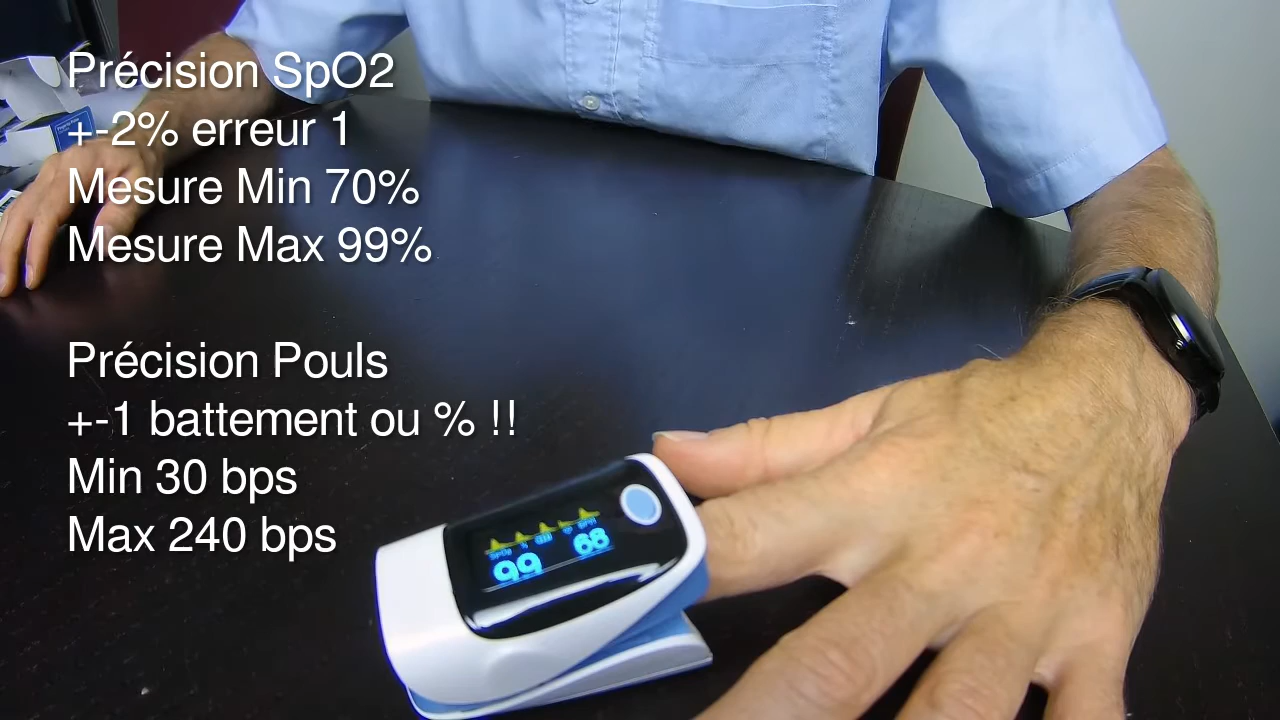 Précision SpO2
+-2% erreur 1
Mesure Min 70%
Mesure Max 99%
Précision Pouls
+-1 battement ou % !!
Min 30 bps
Max 240 bps
99 68